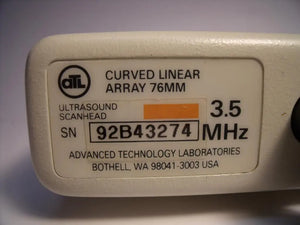 ATL
CURVED LINEAR
ARRAY 76MM
ULTRASOUND
SCANHEAD
3.5
SN 92B43274 MHz
ADVANCED TECHNOLOGY LABORATORIES
BOTHELL, WA 98041-3003 USA